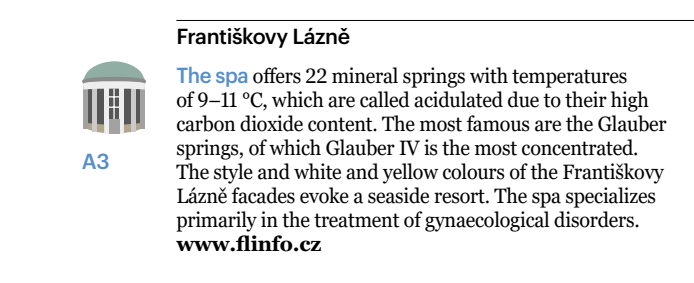 Františkovy Lázně
The spa offers 22 mineral springs with temperatures
of 9–11 °C, which are called acidulated due to their high
carbon dioxide content. The most famous are the Glauber
springs, of which Glauber IV is the most concentrated.
The style and white and yellow colours of the Františkovy
Lázně facades evoke a seaside resort. The spa specializes
primarily in the treatment of gynaecological disorders.
www.flinfo.cz
A3